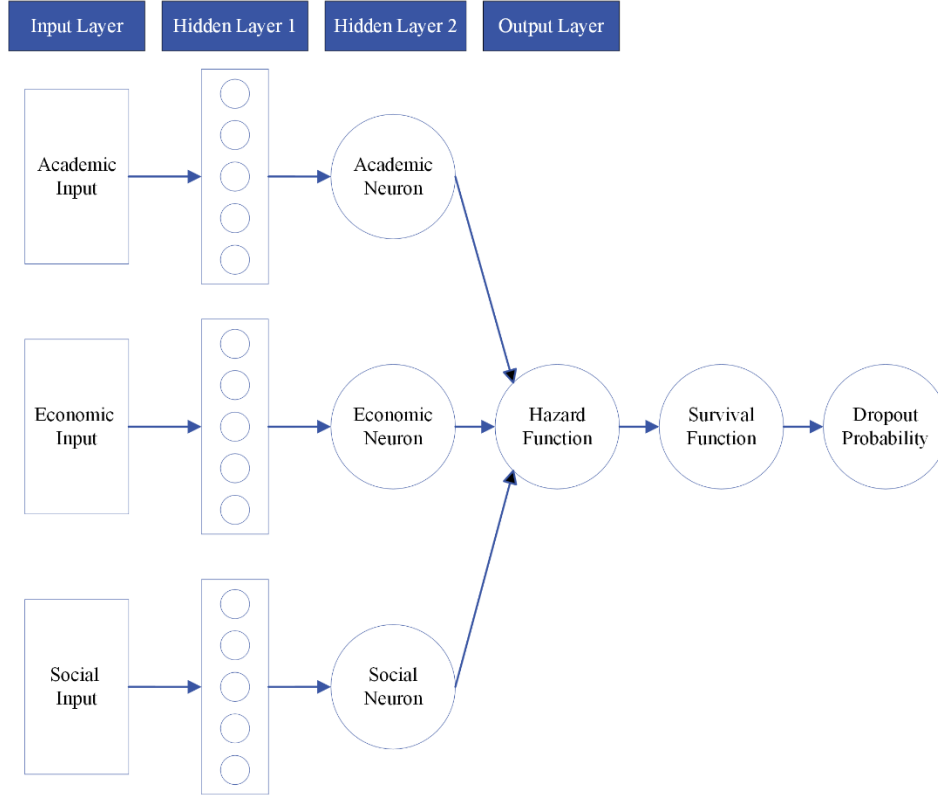 Input Layer
Hidden Layer 1
Hidden Layer 2
Output Layer
Academic
Input
Academic
Neuron
Economic
Input
Economic
Neuron
Hazard
Function
Survival
Function
Dropout
Probability
Social
Input
Social
Neuron